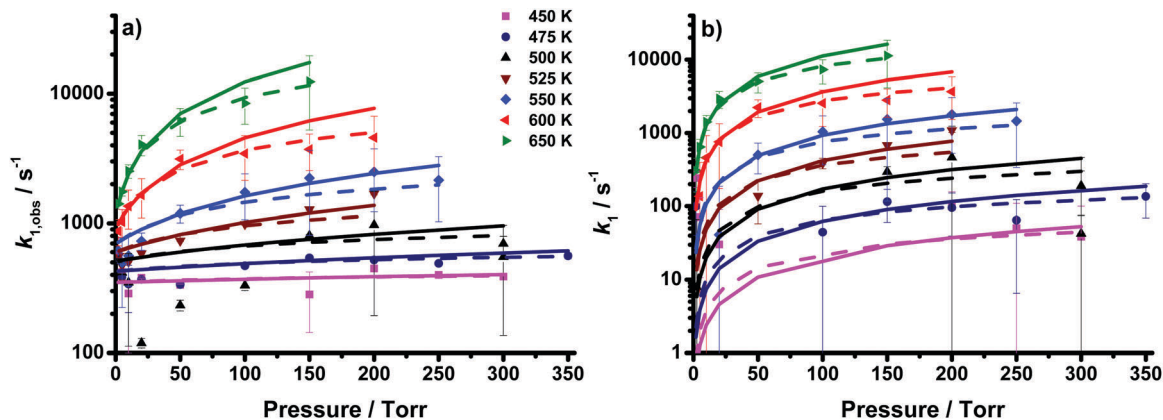 a)
450 K
475 K
500 K
525 K
550 K
600 K
650 K
k1,obs / s-1
10000
1000
100
0 50 100 150 200 250 300 350
Pressure / Torr
b)
k1 / s-1
10000
1000
100
10
1
0 50 100 150 200 250 300 350
Pressure / Torr